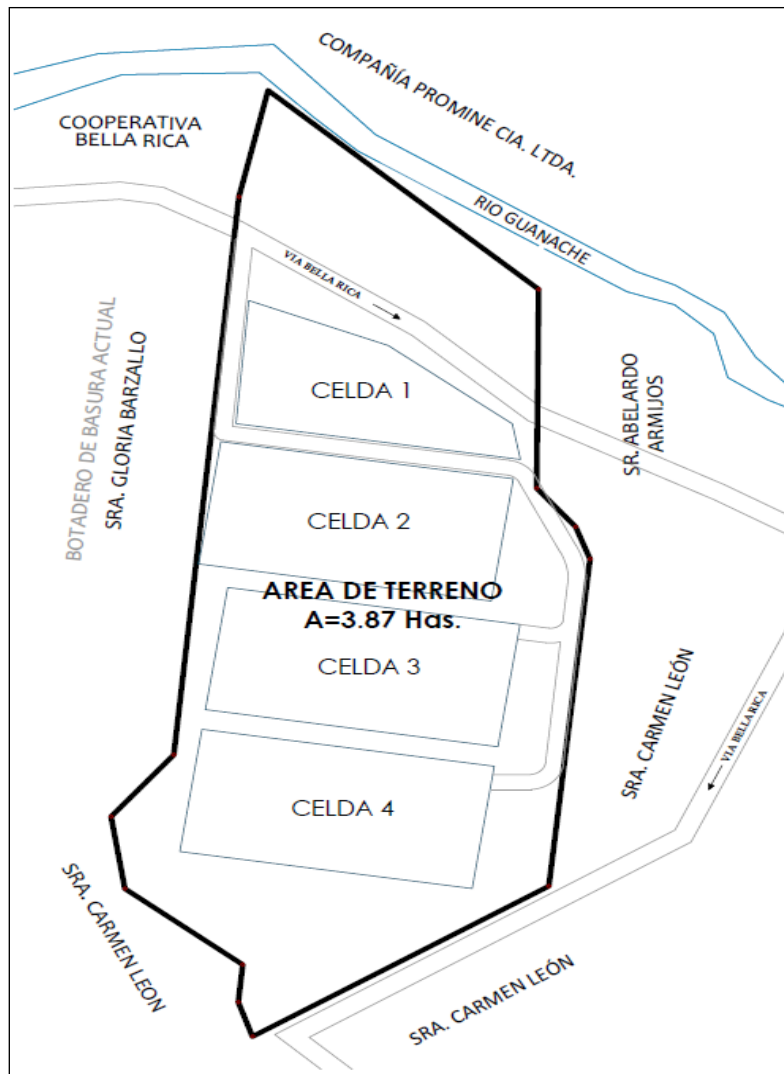 COMPAÑÍA PROMINE CIA. LTDA.
COOPERATIVA
BELLA RICA
RIO GUANACHE
VIA BELLA RICA
BOTADERO DE BASURA ACTUAL
SRA. GLORIA BARZALLO
CELDA 1
SR. ABELARDO
ARMIJOS
CELDA 2
AREA DE TERRENO
A=3.87 Has.
CELDA 3
SRA. CARMEN LEÓN
VIA BELLA RICA
CELDA 4
SRA. CARMEN LEON
SRA. CARMEN LEÓN